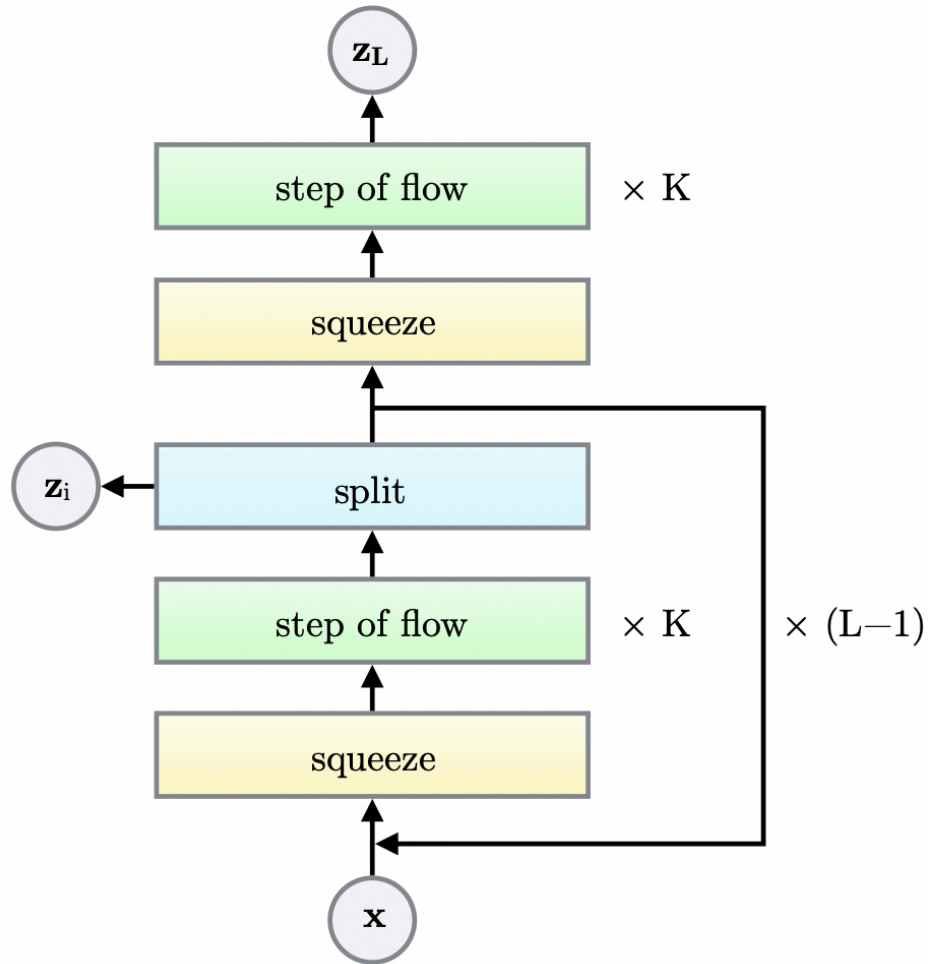 z_L
step of flow × K
squeeze
z_i
split
step of flow × K × (L−1)
squeeze
x